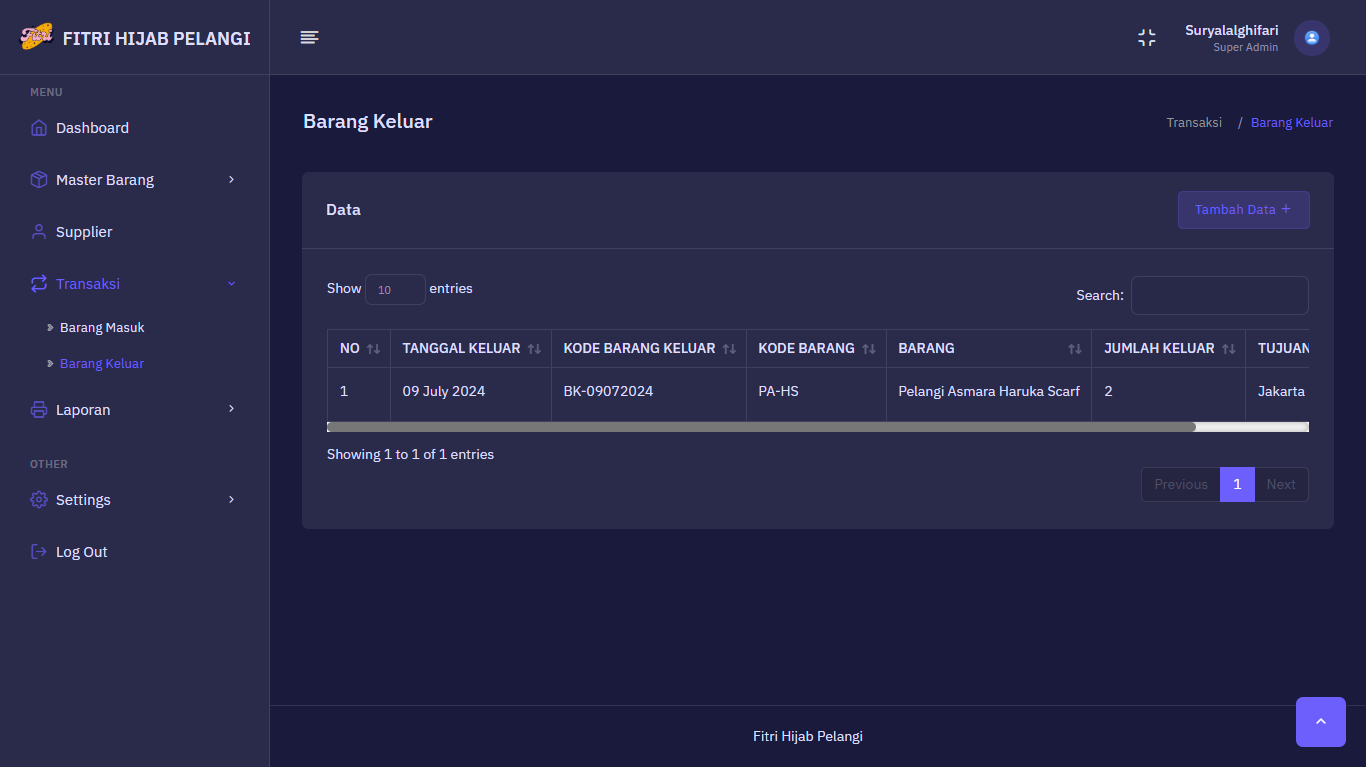 Fitri FITRI HIJAB PELANGI
Suryalalghifari
Super Admin
MENU
Dashboard
Master Barang
Supplier
Transaksi
Barang Masuk
Barang Keluar
Laporan
OTHER
Settings
Log Out
Barang Keluar
Transaksi / Barang Keluar
Data
Tambah Data +
Show 10 entries
Search:
NO TANGGAL KELUAR KODE BARANG KELUAR KODE BARANG BARANG JUMLAH KELUAR TUJUAN
1 09 July 2024 BK-09072024 PA-HS Pelangi Asmara Haruka Scarf 2 Jakarta
Showing 1 to 1 of 1 entries
Previous 1 Next
Fitri Hijab Pelangi